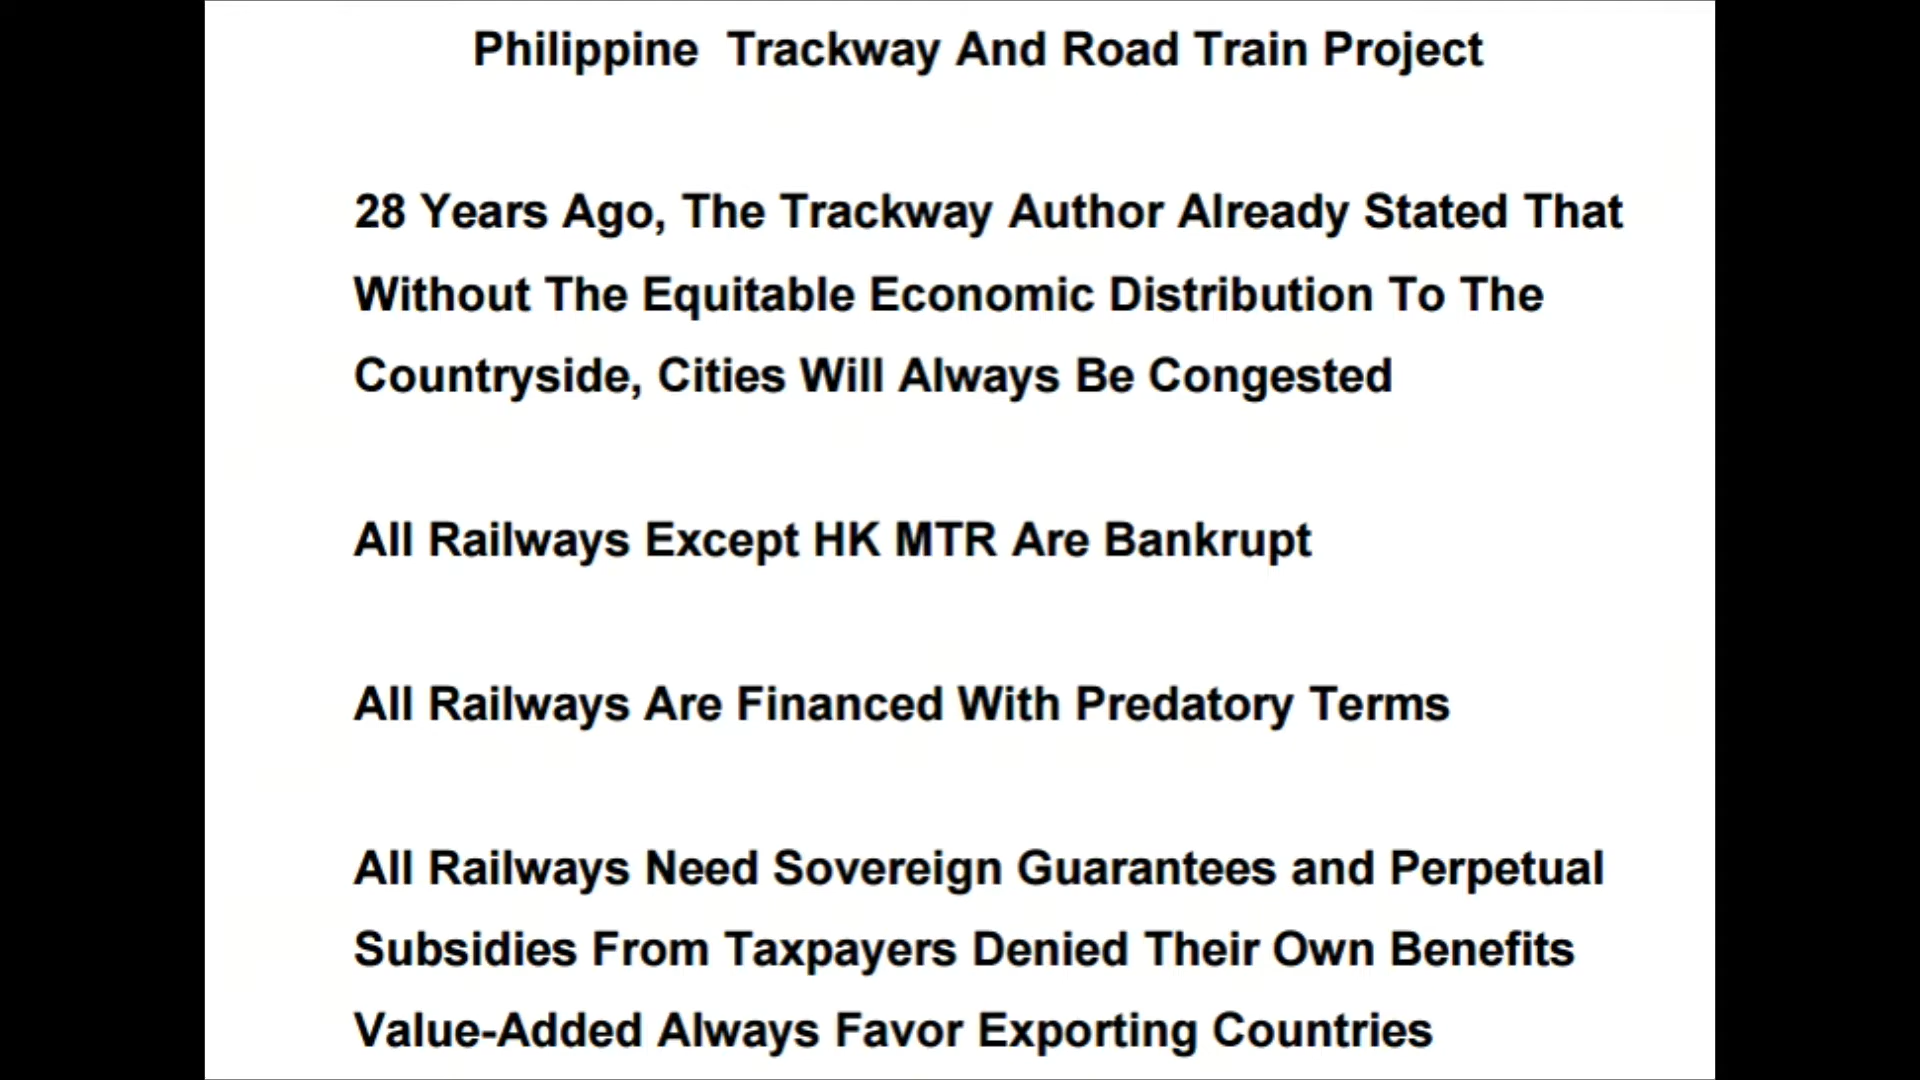 Philippine Trackway And Road Train Project
28 Years Ago, The Trackway Author Already Stated That
Without The Equitable Economic Distribution To The
Countryside, Cities Will Always Be Congested
All Railways Except HK MTR Are Bankrupt
All Railways Are Financed With Predatory Terms
All Railways Need Sovereign Guarantees and Perpetual
Subsidies From Taxpayers Denied Their Own Benefits
Value-Added Always Favor Exporting Countries